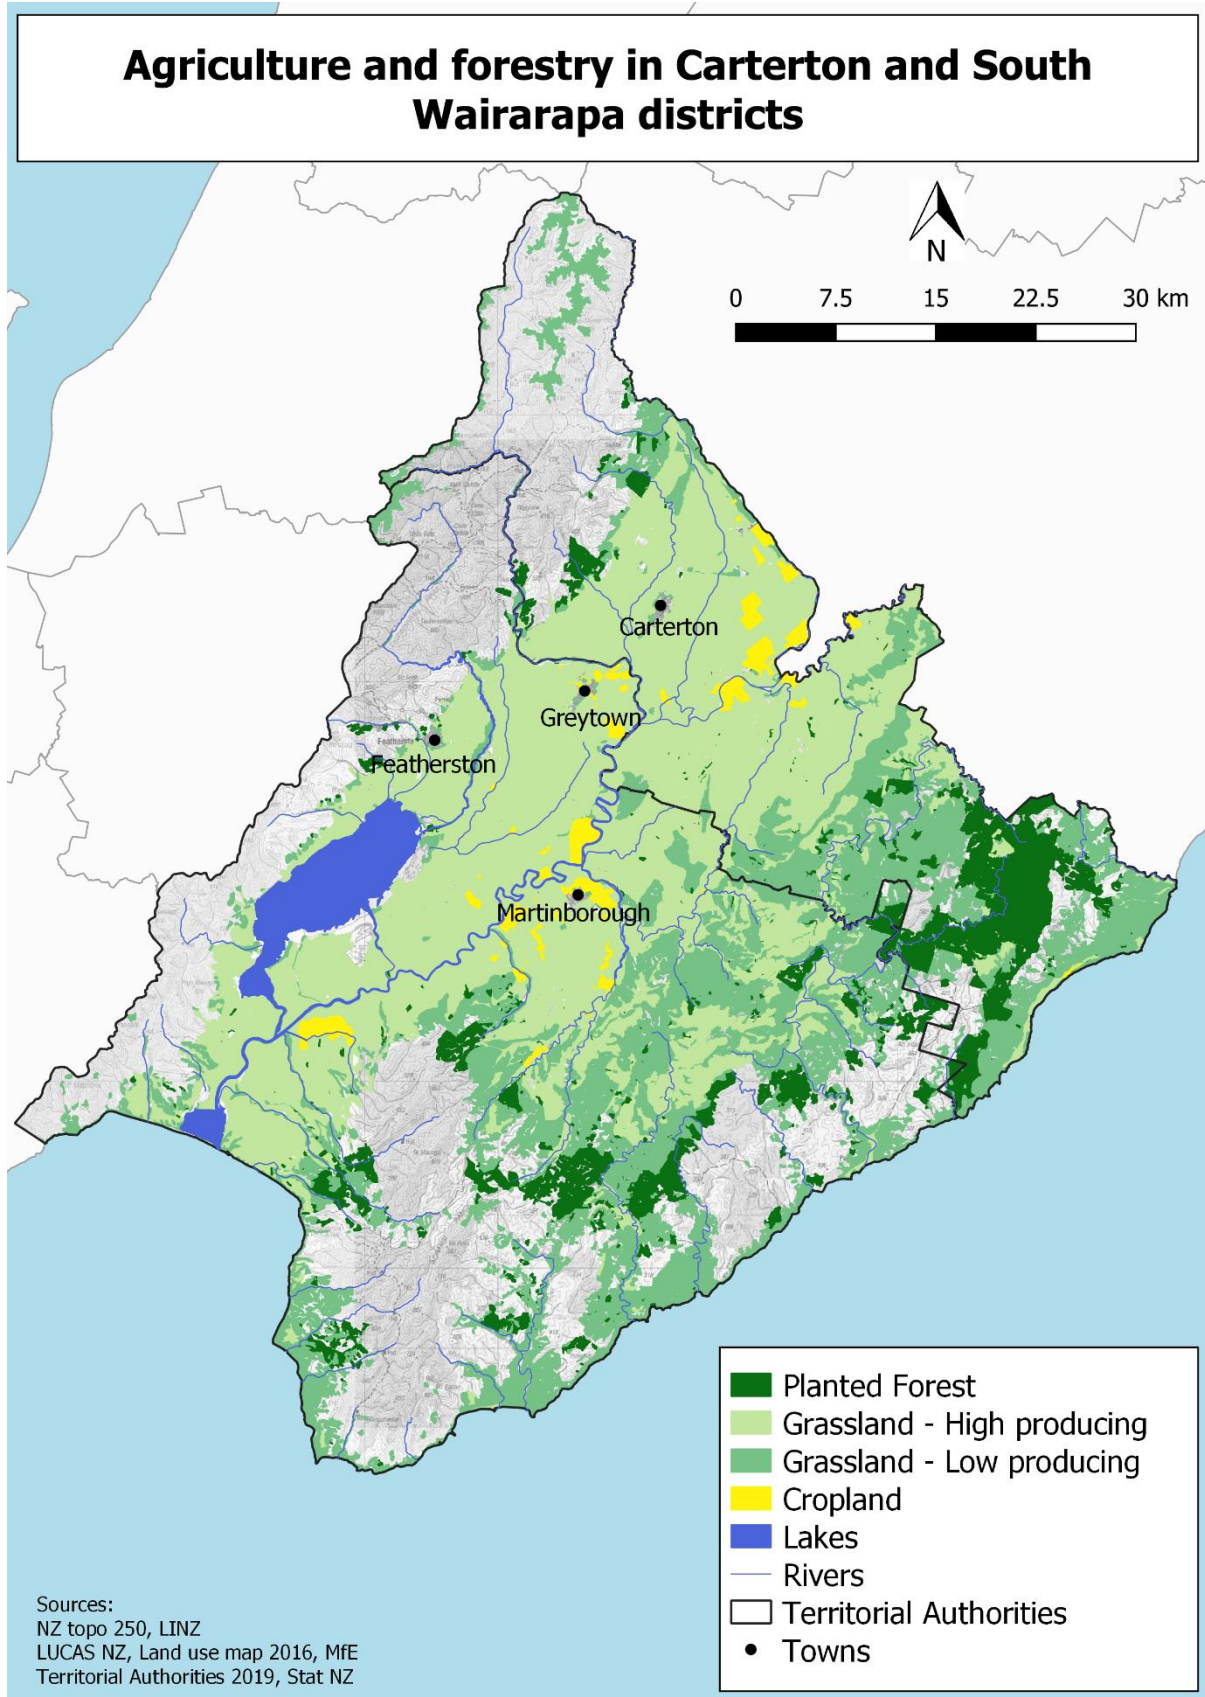 Agriculture and forestry in Carterton and South
Wairarapa districts
N
0 7.5 15 22.5 30 km
Carterton
Greytown
Featherston
Martinborough
Planted Forest
Grassland - High producing
Grassland - Low producing
Cropland
Lakes
Rivers
Territorial Authorities
Towns
Sources:
NZ topo 250, LINZ
LUCAS NZ, Land use map 2016, MfE
Territorial Authorities 2019, Stat NZ